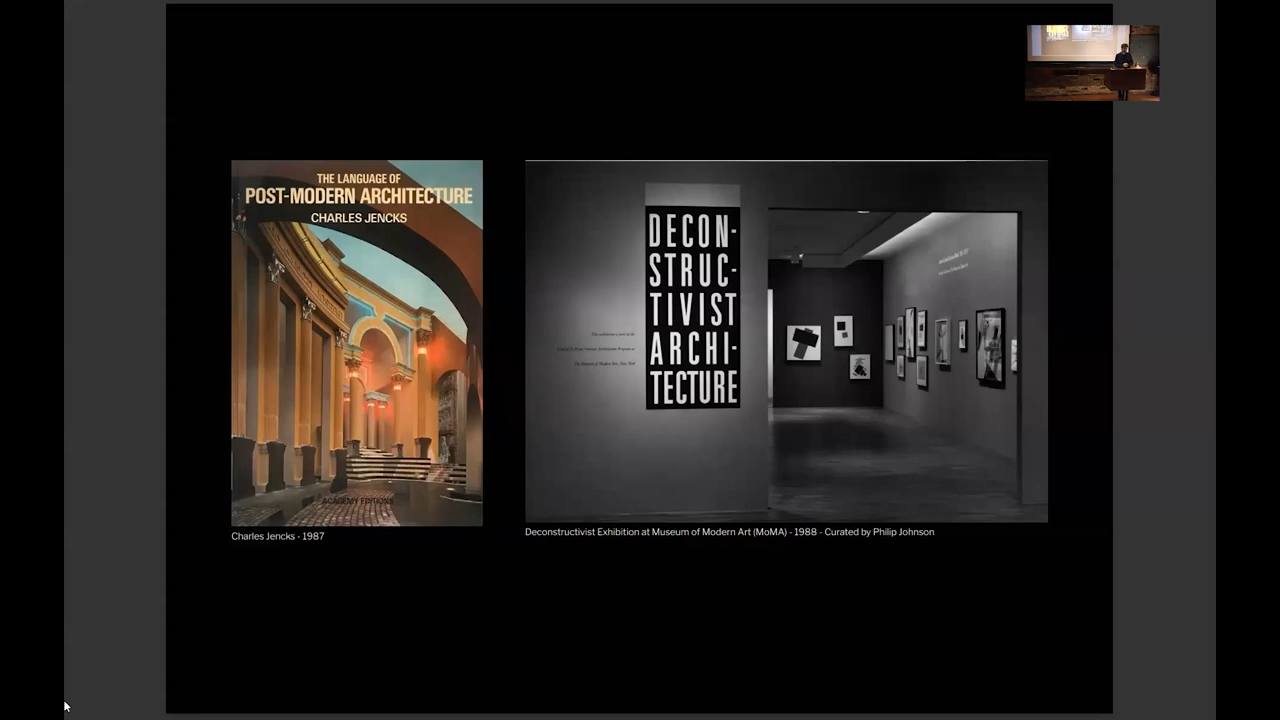 THE LANGUAGE OF
POST-MODERN ARCHITECTURE
CHARLES JENCKS
ACADEMY EDITIONS
Charles Jencks - 1987
DECON-
STRUC-
TIVIST
ARCHI-
TECTURE
Deconstructivist Exhibition at Museum of Modern Art (MoMA) - 1988 - Curated by Philip Johnson